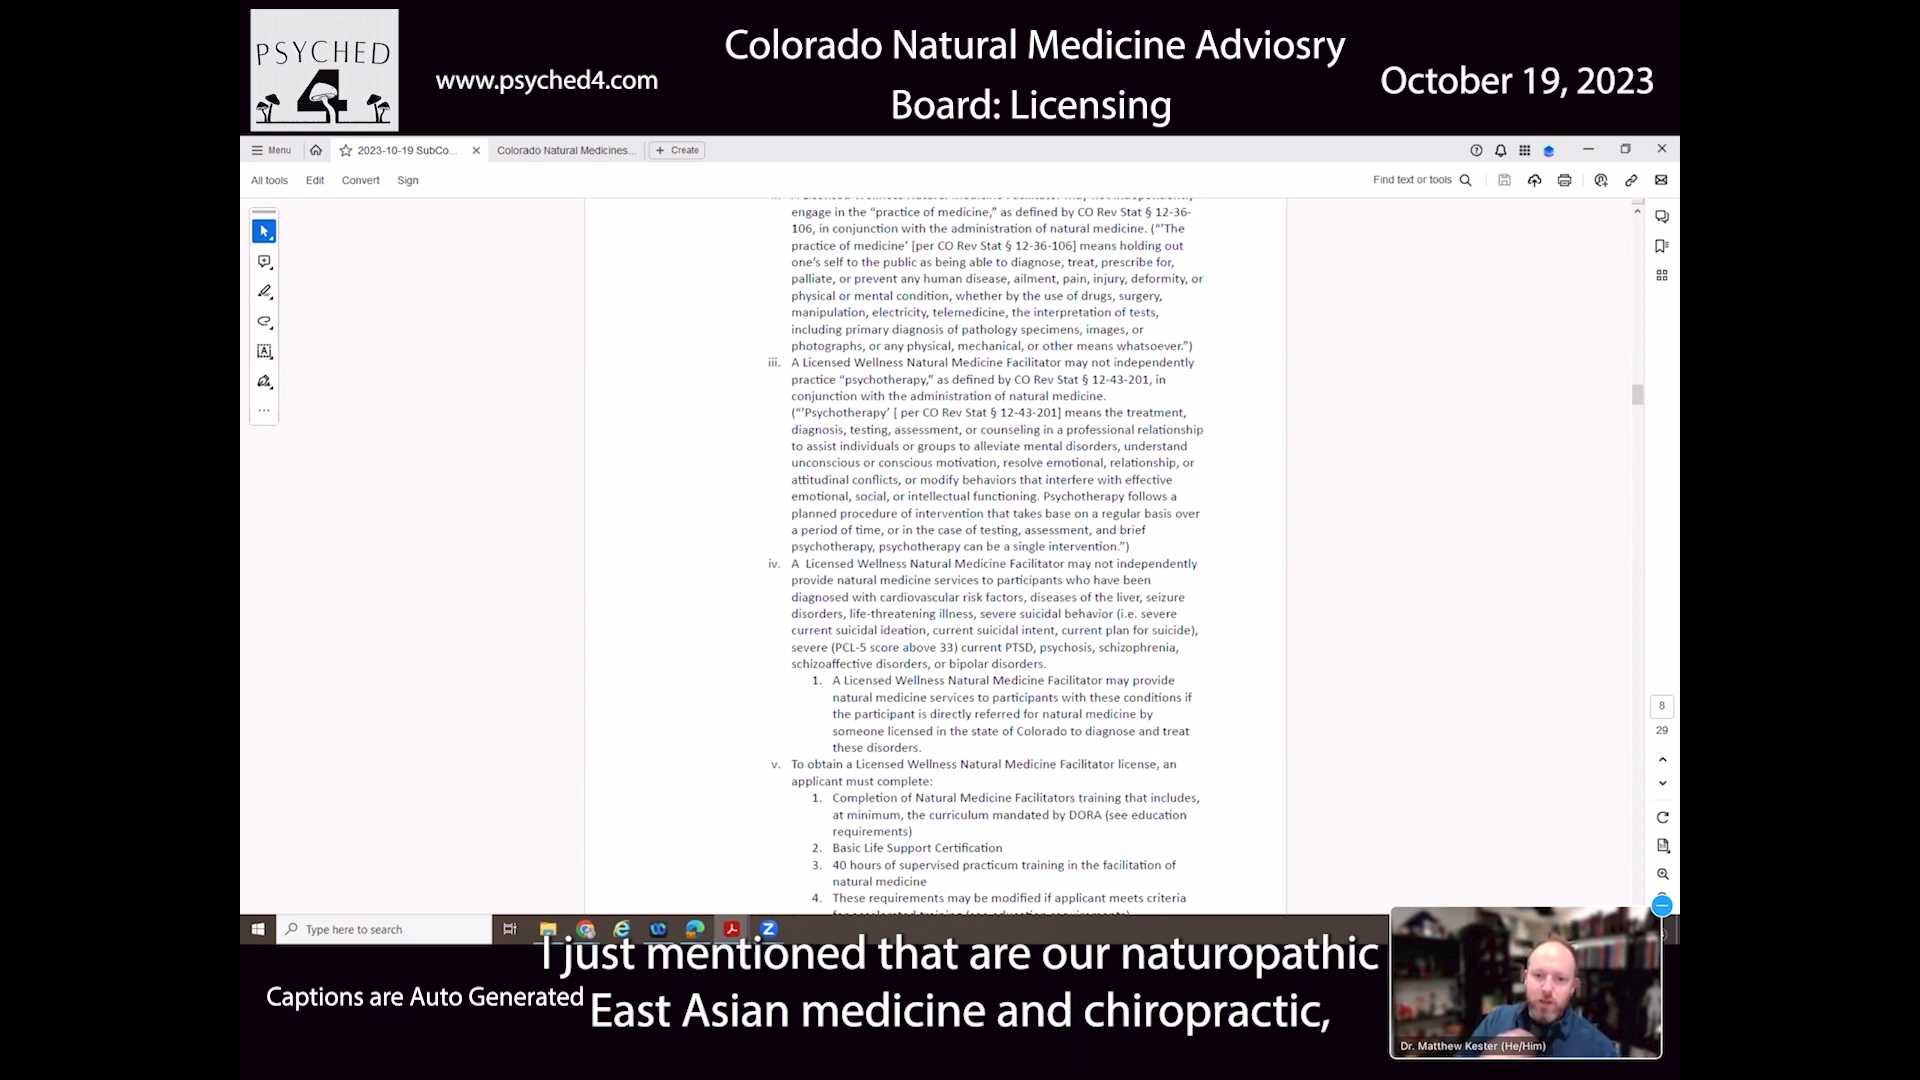 PSYCHED
4
www.psyched4.com
Colorado Natural Medicine Adviosry
Board: Licensing
October 19, 2023
Menu
2023-10-19 SubCo...
Colorado Natural Medicines...
+ Create
All tools
Edit
Convert
Sign
Find text or tools
engage in the “practice of medicine,” as defined by CO Rev Stat § 12-36-
106, in conjunction with the administration of natural medicine. (“‘The
practice of medicine’ [per CO Rev Stat § 12-36-106] means holding out
one’s self to the public as being able to diagnose, treat, prescribe for,
palliate, or prevent any human disease, ailment, pain, injury, deformity, or
physical or mental condition, whether by the use of drugs, surgery,
manipulation, electricity, telemedicine, the interpretation of tests,
including primary diagnosis of pathology specimens, images, or
photographs, or any physical, mechanical, or other means whatsoever.”)
iii. A Licensed Wellness Natural Medicine Facilitator may not independently
practice “psychotherapy,” as defined by CO Rev Stat § 12-43-201, in
conjunction with the administration of natural medicine.
(“‘Psychotherapy’ [ per CO Rev Stat § 12-43-201] means the treatment,
diagnosis, testing, assessment, or counseling in a professional relationship
to assist individuals or groups to alleviate mental disorders, understand
unconscious or conscious motivation, resolve emotional, relationship, or
attitudinal conflicts, or modify behaviors that interfere with effective
emotional, social, or intellectual functioning. Psychotherapy follows a
planned procedure of intervention that takes base on a regular basis over
a period of time, or in the case of testing, assessment, and brief
psychotherapy, psychotherapy can be a single intervention.”)
iv. A Licensed Wellness Natural Medicine Facilitator may not independently
provide natural medicine services to participants who have been
diagnosed with cardiovascular risk factors, diseases of the liver, seizure
disorders, life-threatening illness, severe suicidal behavior (i.e. severe
current suicidal ideation, current suicidal intent, current plan for suicide),
severe (PCL-5 score above 33) current PTSD, psychosis, schizophrenia,
schizoaffective disorders, or bipolar disorders.
1. A Licensed Wellness Natural Medicine Facilitator may provide
natural medicine services to participants with these conditions if
the participant is directly referred for natural medicine by
someone licensed in the state of Colorado to diagnose and treat
these disorders.
v. To obtain a Licensed Wellness Natural Medicine Facilitator license, an
applicant must complete:
1. Completion of Natural Medicine Facilitators training that includes,
at minimum, the curriculum mandated by DORA (see education
requirements)
2. Basic Life Support Certification
3. 40 hours of supervised practicum training in the facilitation of
natural medicine
4. These requirements may be modified if applicant meets criteria
8
29
Type here to search
I just mentioned that are our naturopathic
East Asian medicine and chiropractic,
Captions are Auto Generated
Dr. Matthew Kester (He/Him)